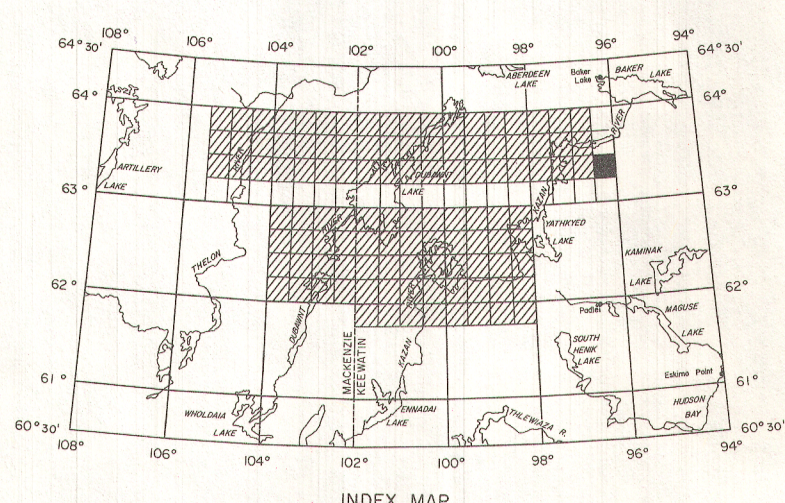 108° 106° 104° 102° 100° 98° 96° 94°
64°30' 64°30'
ABERDEEN LAKE
Baker Lake
BAKER LAKE
64° 64°
RIVER
RIVER
ARTILLERY LAKE
DUBAWNT LAKE
63° 63°
KAZAN
RIVER
YATHKYED LAKE
THELON
KAMINAK LAKE
62° 62°
RIVER
Padlei
MAGUSE LAKE
DUBAWNT
MACKENZIE
KEEWATIN
KAZAN
SOUTH HENIK LAKE
Eskimo Point
61° 61°
WHOLDAIA LAKE
ENNADAI LAKE
THLEWIAZA R.
HUDSON BAY
60°30' 60°30'
108° 106° 104° 102° 100° 98° 96° 94°
INDEX MAP